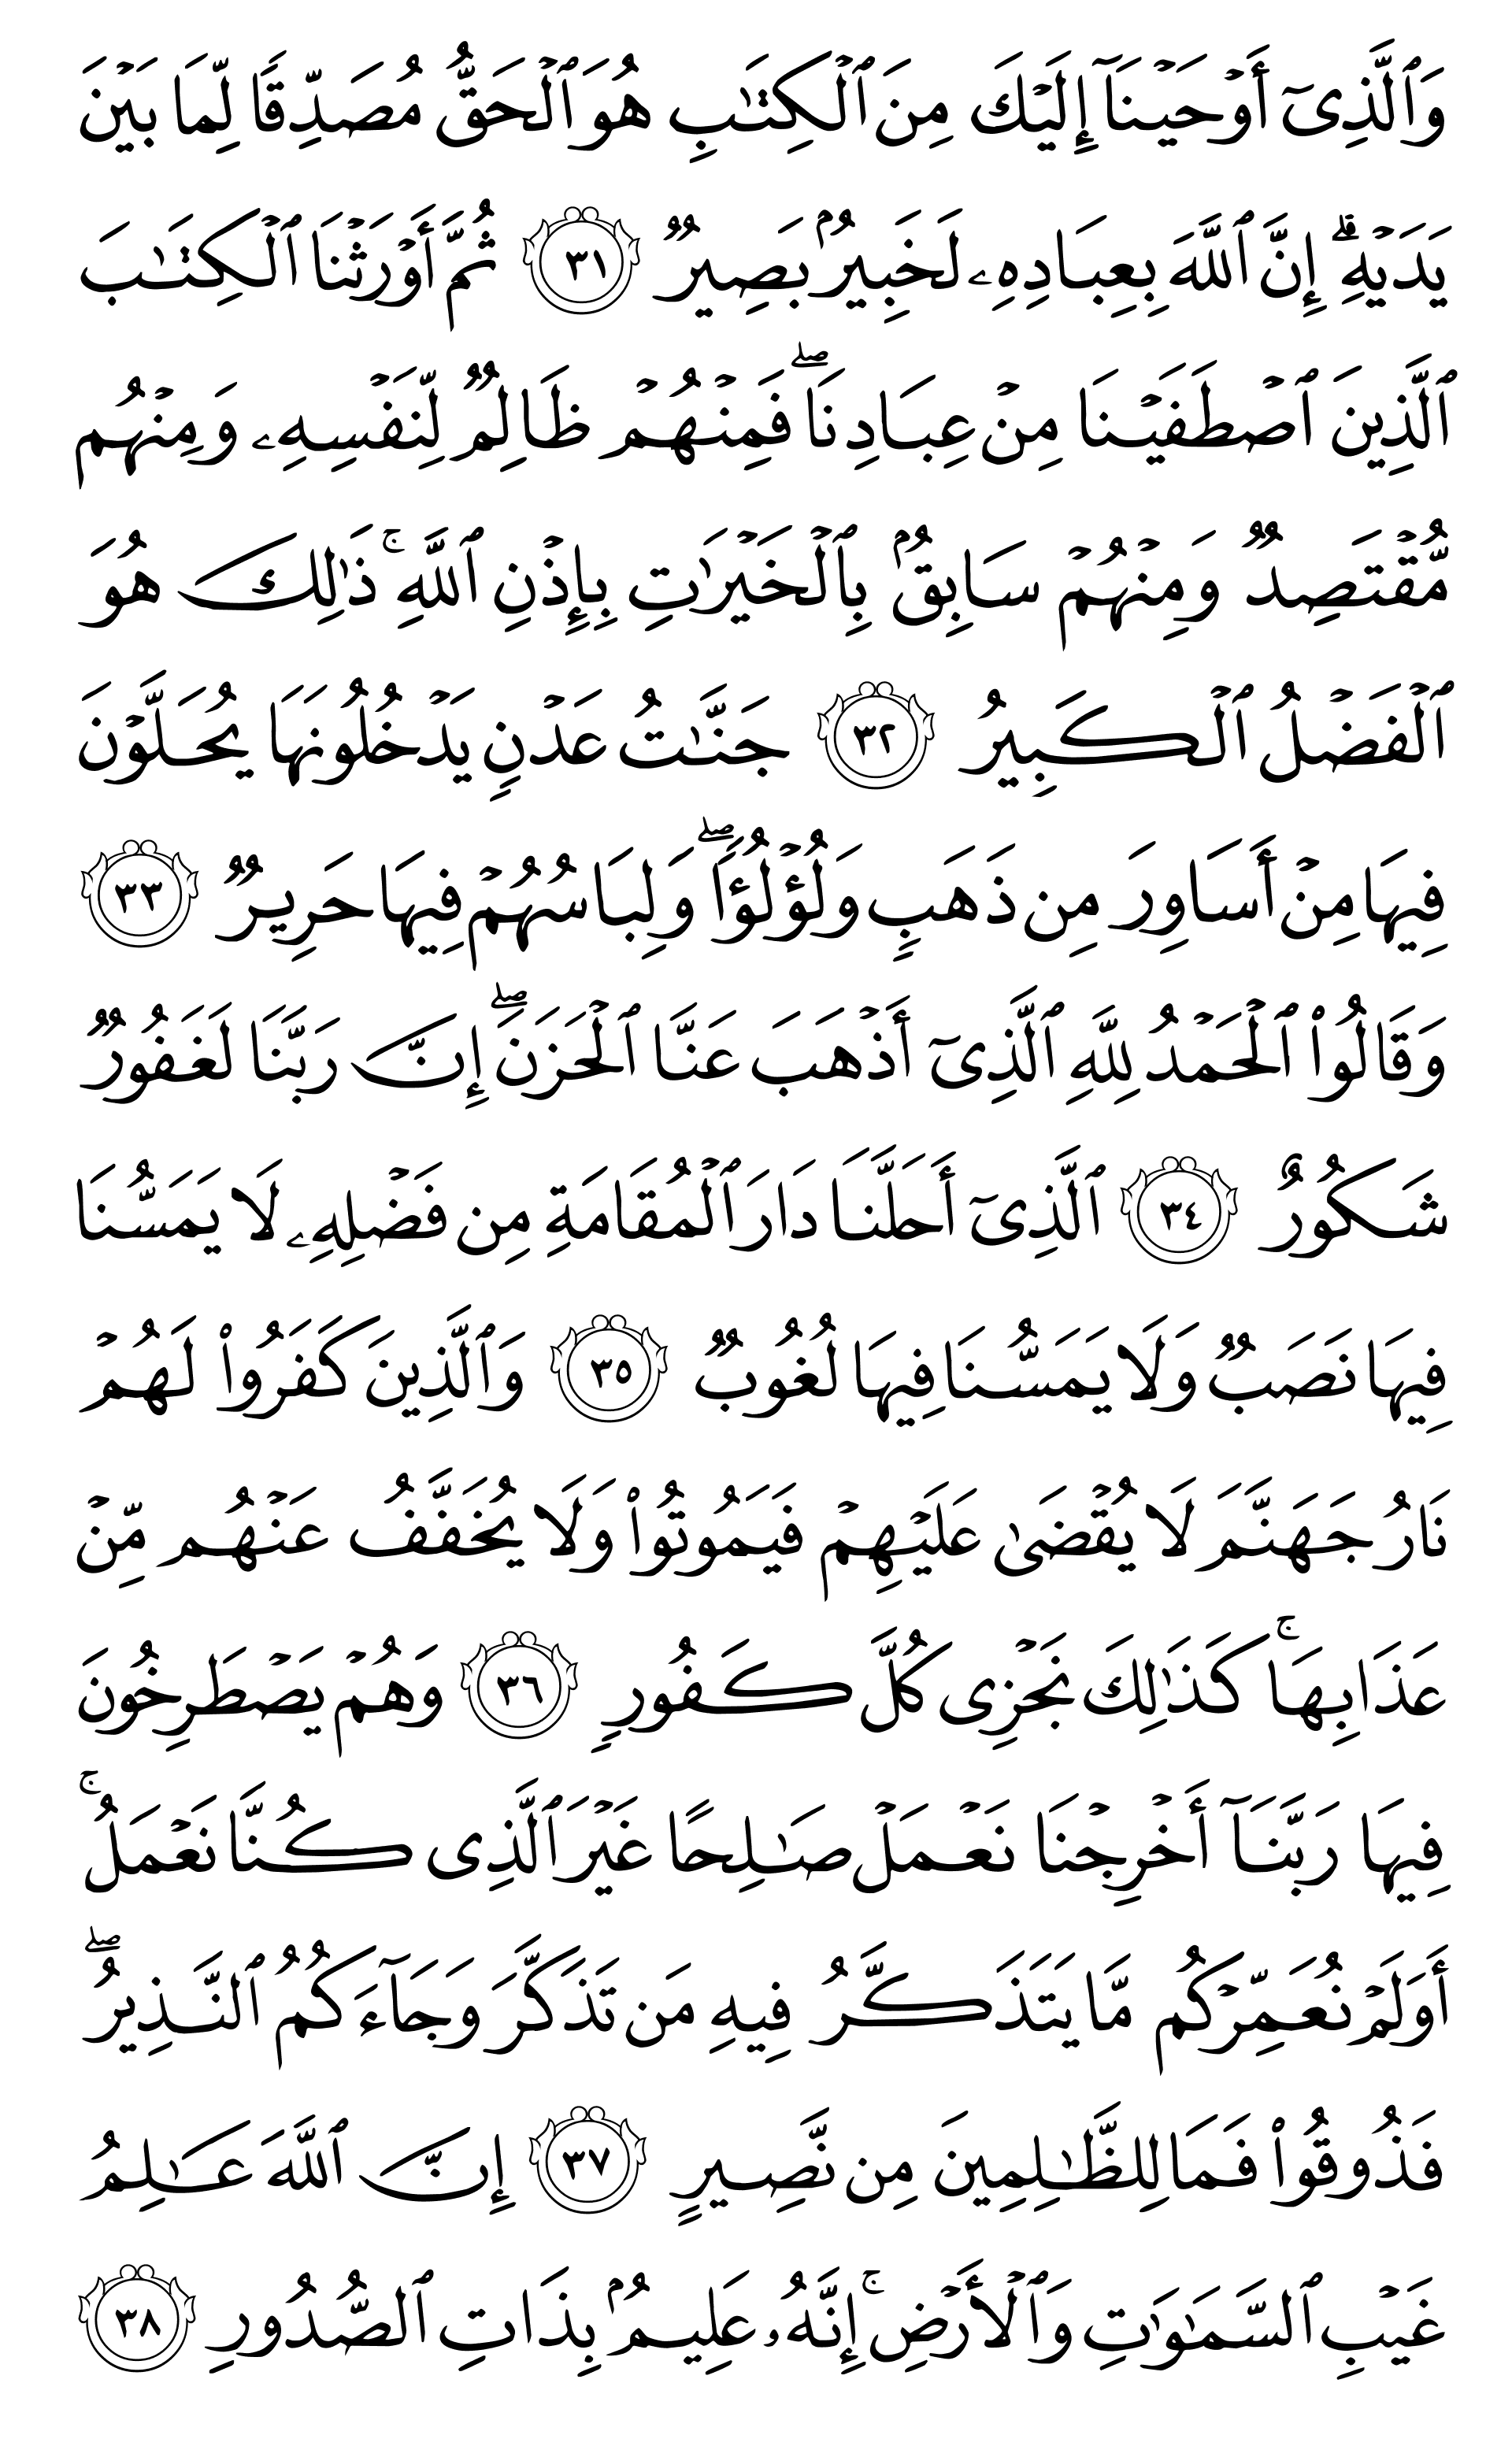 وَٱلَّذِىٓ أَوْحَيْنَآ إِلَيْكَ مِنَ ٱلْكِتَـٰبِ هُوَ ٱلْحَقُّ مُصَدِّقًا لِّمَا بَيْنَ
يَدَيْهِ ۗ إِنَّ ٱللَّهَ بِعِبَادِهِۦ لَخَبِيرٌۢ بَصِيرٌ ٣١ ثُمَّ أَوْرَثْنَا ٱلْكِتَـٰبَ
ٱلَّذِينَ ٱصْطَفَيْنَا مِنْ عِبَادِنَا ۖ فَمِنْهُمْ ظَالِمٌ لِّنَفْسِهِۦ وَمِنْهُم
مُّقْتَصِدٌ وَمِنْهُمْ سَابِقٌۢ بِٱلْخَيْرَٰتِ بِإِذْنِ ٱللَّهِ ۚ ذَٰلِكَ هُوَ
ٱلْفَضْلُ ٱلْكَبِيرُ ٣٢ جَنَّـٰتُ عَدْنٍ يَدْخُلُونَهَا يُحَلَّوْنَ
فِيهَا مِنْ أَسَاوِرَ مِن ذَهَبٍ وَلُؤْلُؤًا ۖ وَلِبَاسُهُمْ فِيهَا حَرِيرٌ ٣٣
وَقَالُوا۟ ٱلْحَمْدُ لِلَّهِ ٱلَّذِىٓ أَذْهَبَ عَنَّا ٱلْحَزَنَ ۖ إِنَّ رَبَّنَا لَغَفُورٌ
شَكُورٌ ٣٤ ٱلَّذِىٓ أَحَلَّنَا دَارَ ٱلْمُقَامَةِ مِن فَضْلِهِۦ لَا يَمَسُّنَا
فِيهَا نَصَبٌ وَلَا يَمَسُّنَا فِيهَا لُغُوبٌ ٣٥ وَٱلَّذِينَ كَفَرُوا۟ لَهُمْ
نَارُ جَهَنَّمَ لَا يُقْضَىٰ عَلَيْهِمْ فَيَمُوتُوا۟ وَلَا يُخَفَّفُ عَنْهُم مِّنْ
عَذَابِهَا ۚ كَذَٰلِكَ نَجْزِى كُلَّ كَفُورٍ ٣٦ وَهُمْ يَصْطَرِخُونَ
فِيهَا رَبَّنَآ أَخْرِجْنَا نَعْمَلْ صَـٰلِحًا غَيْرَ ٱلَّذِى كُنَّا نَعْمَلُ ۚ
أَوَلَمْ نُعَمِّرْكُم مَّا يَتَذَكَّرُ فِيهِ مَن تَذَكَّرَ وَجَآءَكُمُ ٱلنَّذِيرُ ۖ
فَذُوقُوا۟ فَمَا لِلظَّـٰلِمِينَ مِن نَّصِيرٍ ٣٧ إِنَّ ٱللَّهَ عَـٰلِمُ
غَيْبِ ٱلسَّمَـٰوَٰتِ وَٱلْأَرْضِ ۚ إِنَّهُۥ عَلِيمٌۢ بِذَاتِ ٱلصُّدُورِ ٣٨